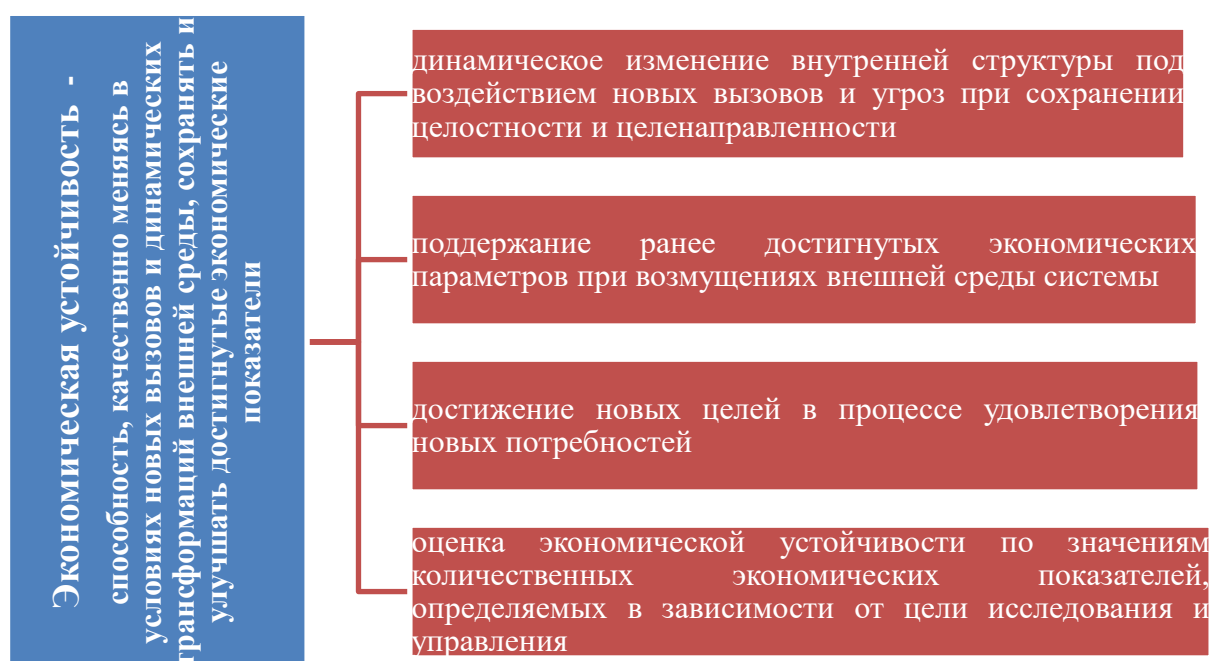 Экономическая устойчивость -
способность, качественно меняясь в
условиях новых вызовов и динамических
трансформаций внешней среды, сохранять и
улучшать достигнутые экономические
показатели
динамическое изменение внутренней структуры под
воздействием новых вызовов и угроз при сохранении
целостности и целенаправленности
поддержание ранее достигнутых экономических
параметров при возмущениях внешней среды системы
достижение новых целей в процессе удовлетворения
новых потребностей
оценка экономической устойчивости по значениям
количественных экономических показателей,
определяемых в зависимости от цели исследования и
управления